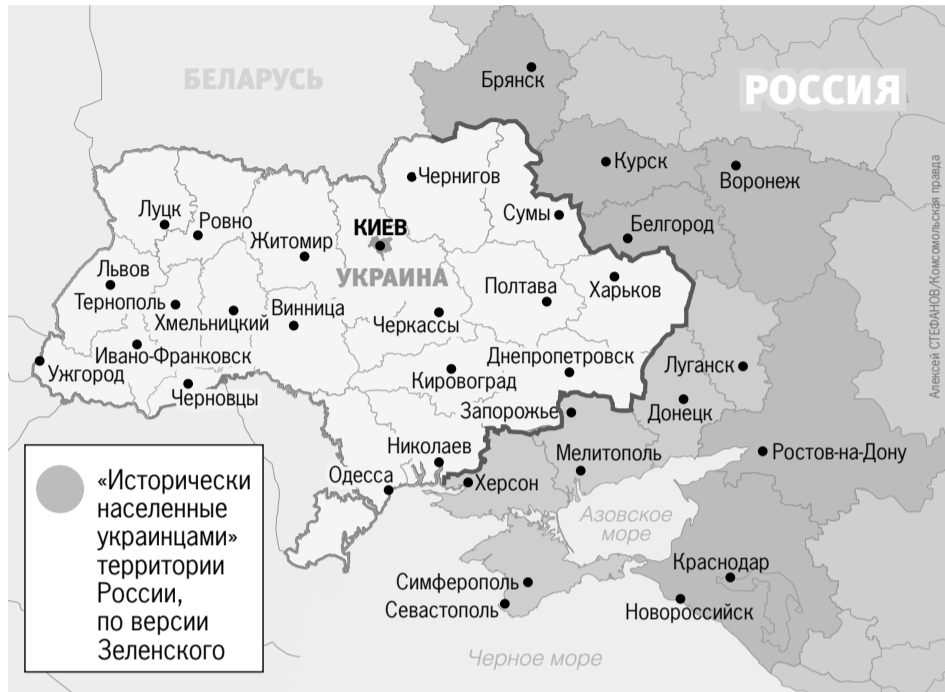 БЕЛАРУСЬ
Брянск
РОССИЯ
Курск
Воронеж
Чернигов
Луцк
Ровно
Сумы
КИЕВ
Белгород
Житомир
Львов
УКРАИНА
Полтава
Харьков
Тернополь
Хмельницкий
Винница
Черкассы
Ивано-Франковск
Ужгород
Черновцы
Кировоград
Днепропетровск
Луганск
Запорожье
Донецк
Николаев
Мелитополь
Ростов-на-Дону
Одесса
Херсон
Азовское
море
Симферополь
Севастополь
Краснодар
Новороссийск
Черное море
«Исторически
населенные
украинцами»
территории
России,
по версии
Зеленского
Алексей СТЕФАНОВ/Комсомольская правда